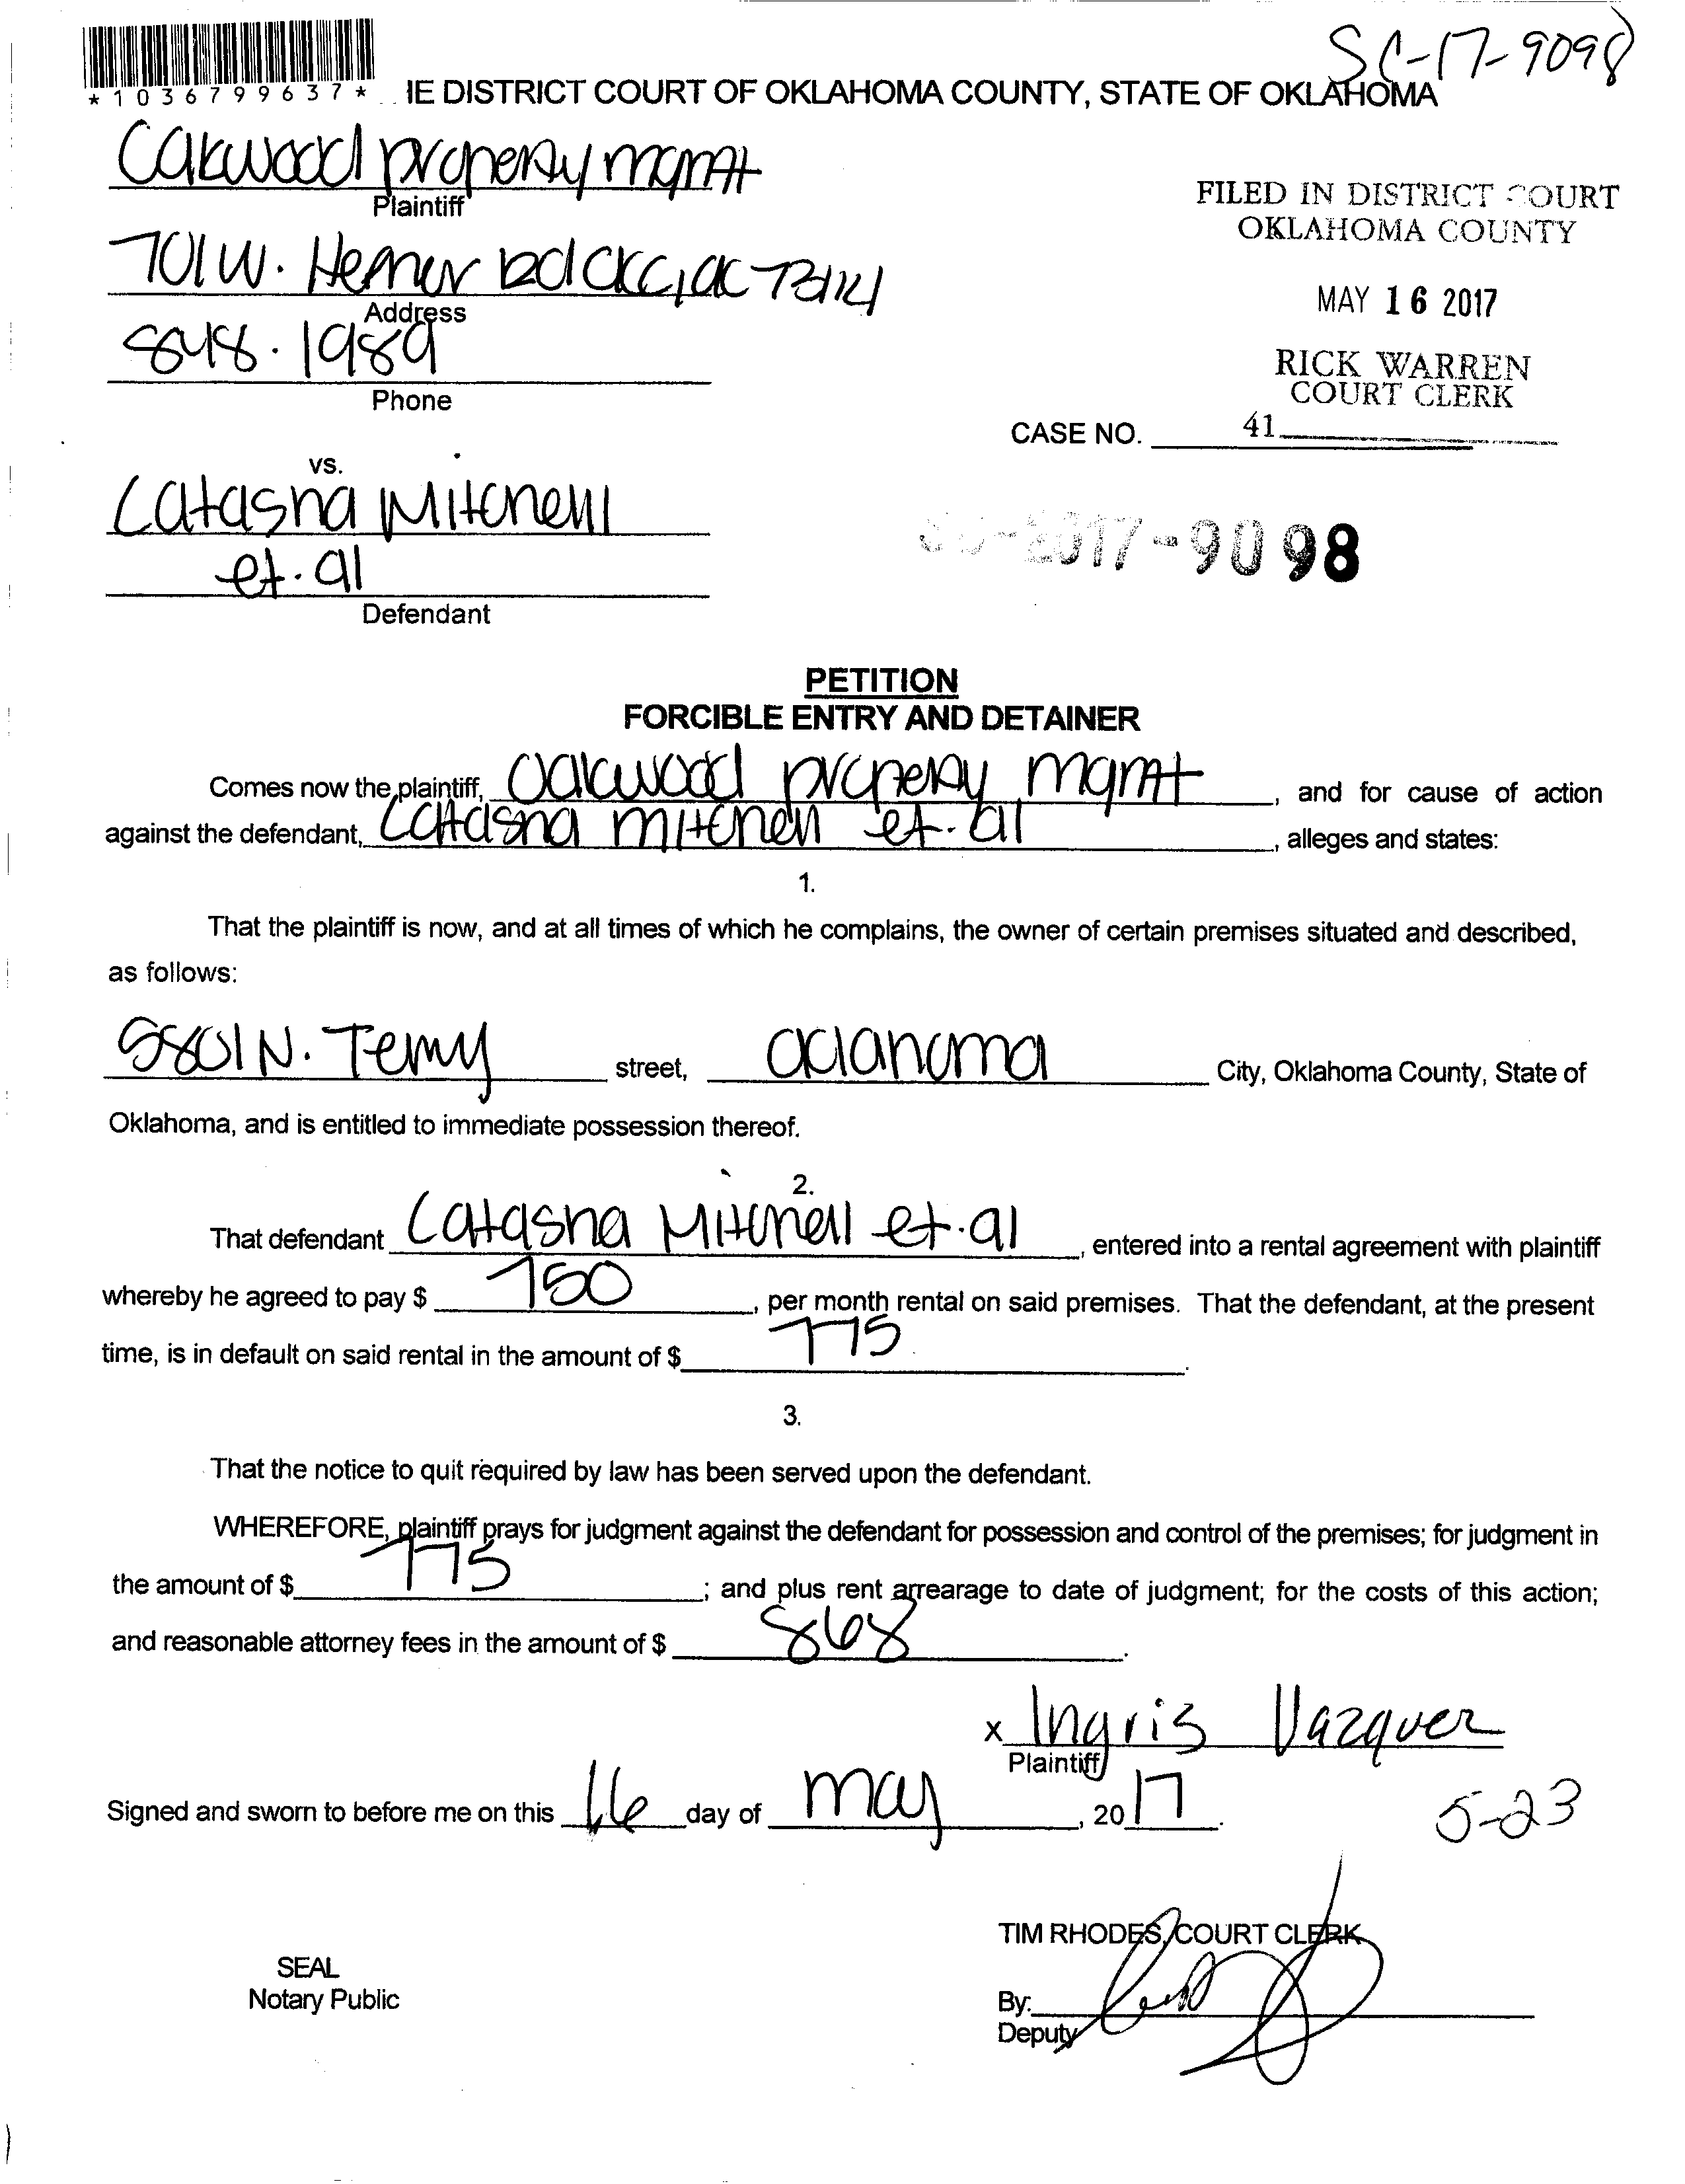 SC-17-9098
*1036799637* IE DISTRICT COURT OF OKLAHOMA COUNTY, STATE OF OKLAHOMA
Oakwood property mgmt
Plaintiff
FILED IN DISTRICT COURT
OKLAHOMA COUNTY
701 W. Hefner Rd OKC, OK 73114
Address
MAY 16 2017
848.1989
Phone
RICK WARREN
COURT CLERK
CASE NO. 41
vs.
Latasha Mitchell
et. al
Defendant
SC-2017-9098
PETITION
FORCIBLE ENTRY AND DETAINER
Comes now the plaintiff, Oakwood property mgmt, and for cause of action
against the defendant, Latasha Mitchell et. al, alleges and states:
1.
That the plaintiff is now, and at all times of which he complains, the owner of certain premises situated and described,
as follows:
5801 N. Terry street, Oklahoma City, Oklahoma County, State of
Oklahoma, and is entitled to immediate possession thereof.
2.
That defendant Latasha Mitchell et. al, entered into a rental agreement with plaintiff
whereby he agreed to pay $ 750, per month rental on said premises. That the defendant, at the present
time, is in default on said rental in the amount of $ 775.
3.
That the notice to quit required by law has been served upon the defendant.
WHEREFORE, plaintiff prays for judgment against the defendant for possession and control of the premises; for judgment in
the amount of $ 775; and plus rent arrearage to date of judgment; for the costs of this action;
and reasonable attorney fees in the amount of $ 868.
x Ingris Vazquez
Plaintiff
Signed and sworn to before me on this 16 day of may, 2017.
5-23
TIM RHODES, COURT CLERK
SEAL
Notary Public
By:
Deputy